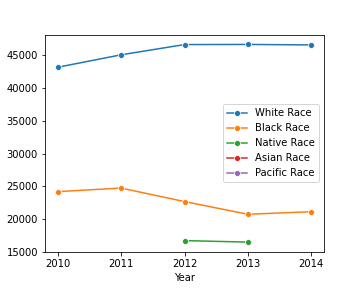 45000
40000
35000
30000
25000
20000
15000
White Race
Black Race
Native Race
Asian Race
Pacific Race
2010 2011 2012 2013 2014
Year